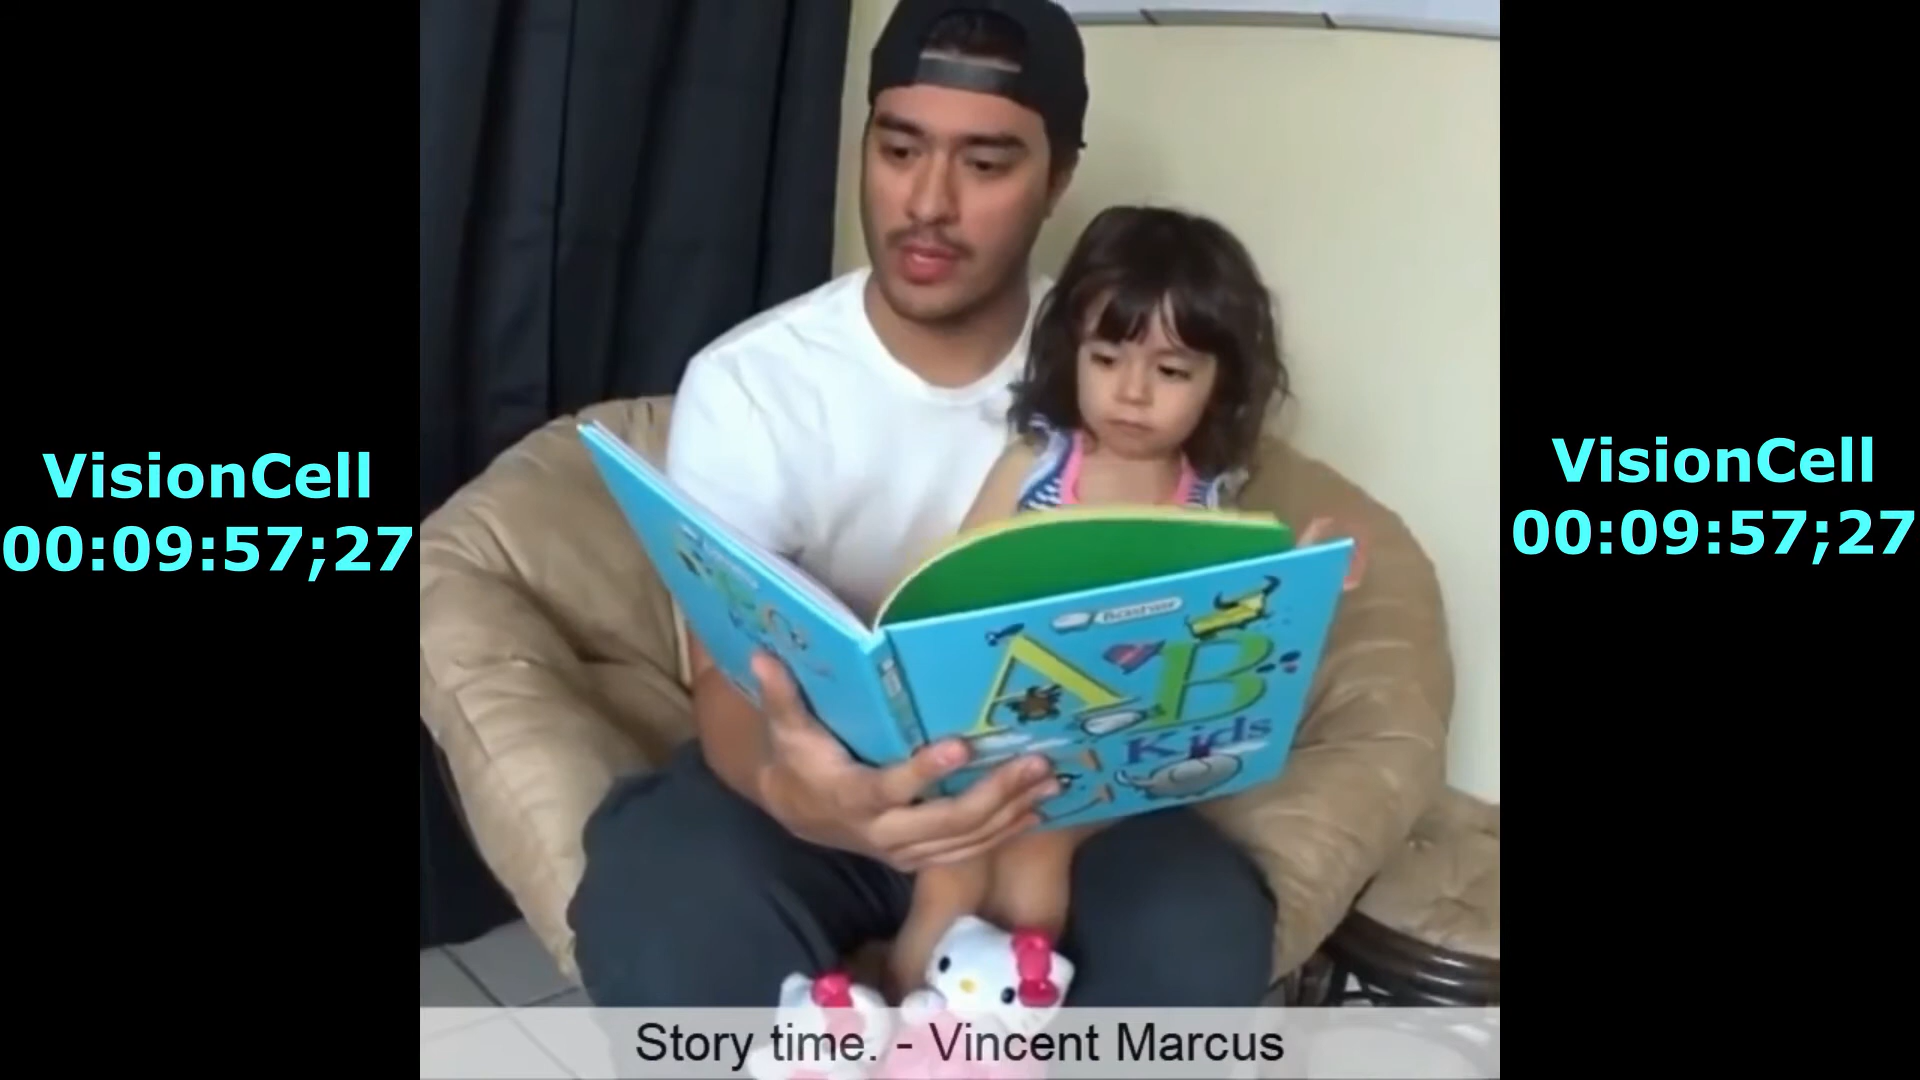 VisionCell
00:09:57;27
VisionCell
00:09:57;27
A B
Kids
Story time. - Vincent Marcus